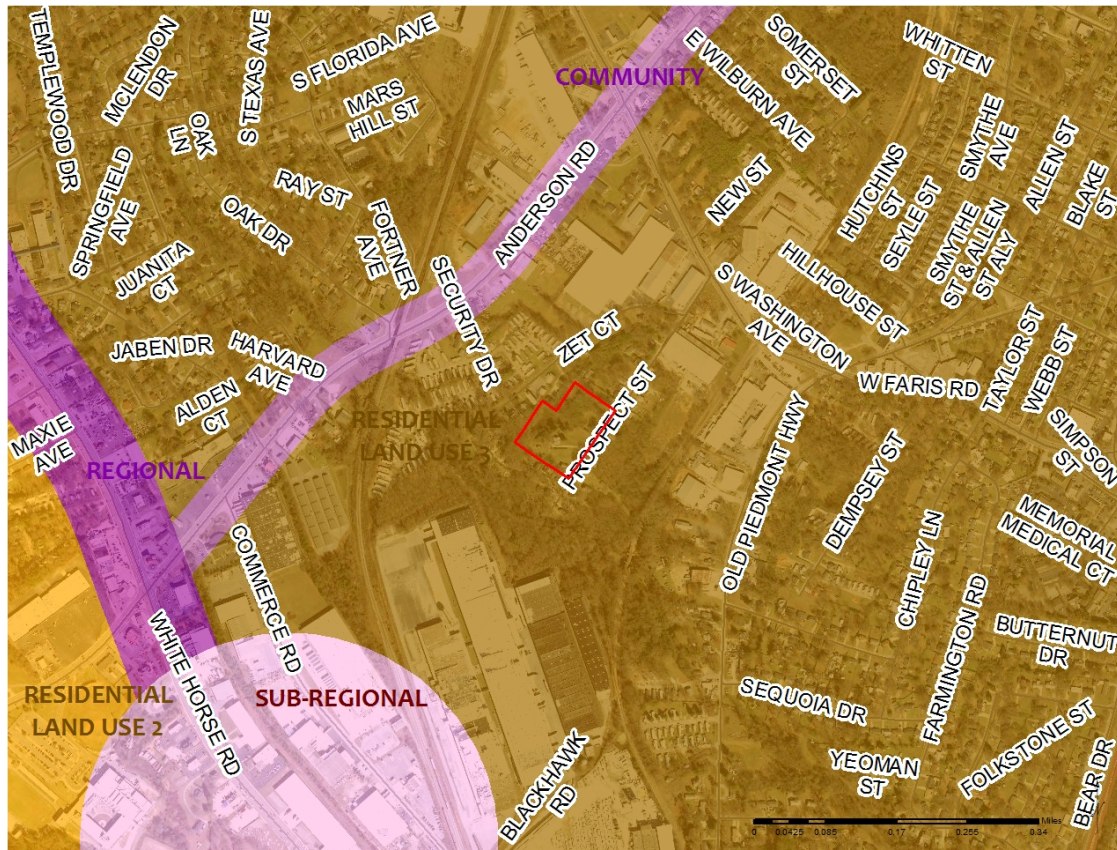 TEMPLEWOOD DR
MCLENDON
DR
S TEXAS AVE
S FLORIDA AVE
OAK
LN
MARS
HILL ST
COMMUNITY
E WILBURN AVE
SOMERSET
ST
WHITTEN
ST
SMYTHE
AVE
ALLEN ST
BLAKE
ST
SPRINGFIELD
AVE
RAY ST
OAK DR
FORTNER
AVE
ANDERSON RD
NEW ST
HUTCHINS
ST
SEYLE ST
SMYTHE
ST & ALLEN
ST ALY
JUANITA
CT
SECURITY DR
HILLHOUSE ST
S WASHINGTON
AVE
JABEN DR
HARVARD
AVE
ZET CT
TAYLOR ST
WEBB ST
ALDEN
CT
W FARIS RD
MAXIE
AVE
REGIONAL
RESIDENTIAL
LAND USE 3
PROSPECT ST
OLD PIEDMONT HWY
DEMPSEY ST
SIMPSON
ST
MEMORIAL
MEDICAL CT
COMMERCE RD
CHIPLEY LN
FARMINGTON RD
BUTTERNUT
DR
WHITE HORSE RD
RESIDENTIAL
LAND USE 2
SUB-REGIONAL
SEQUOIA DR
BLACKHAWK
RD
YEOMAN
ST
FOLKSTONE ST
BEAR DR
Miles
0 0.0425 0.085 0.17 0.255 0.34